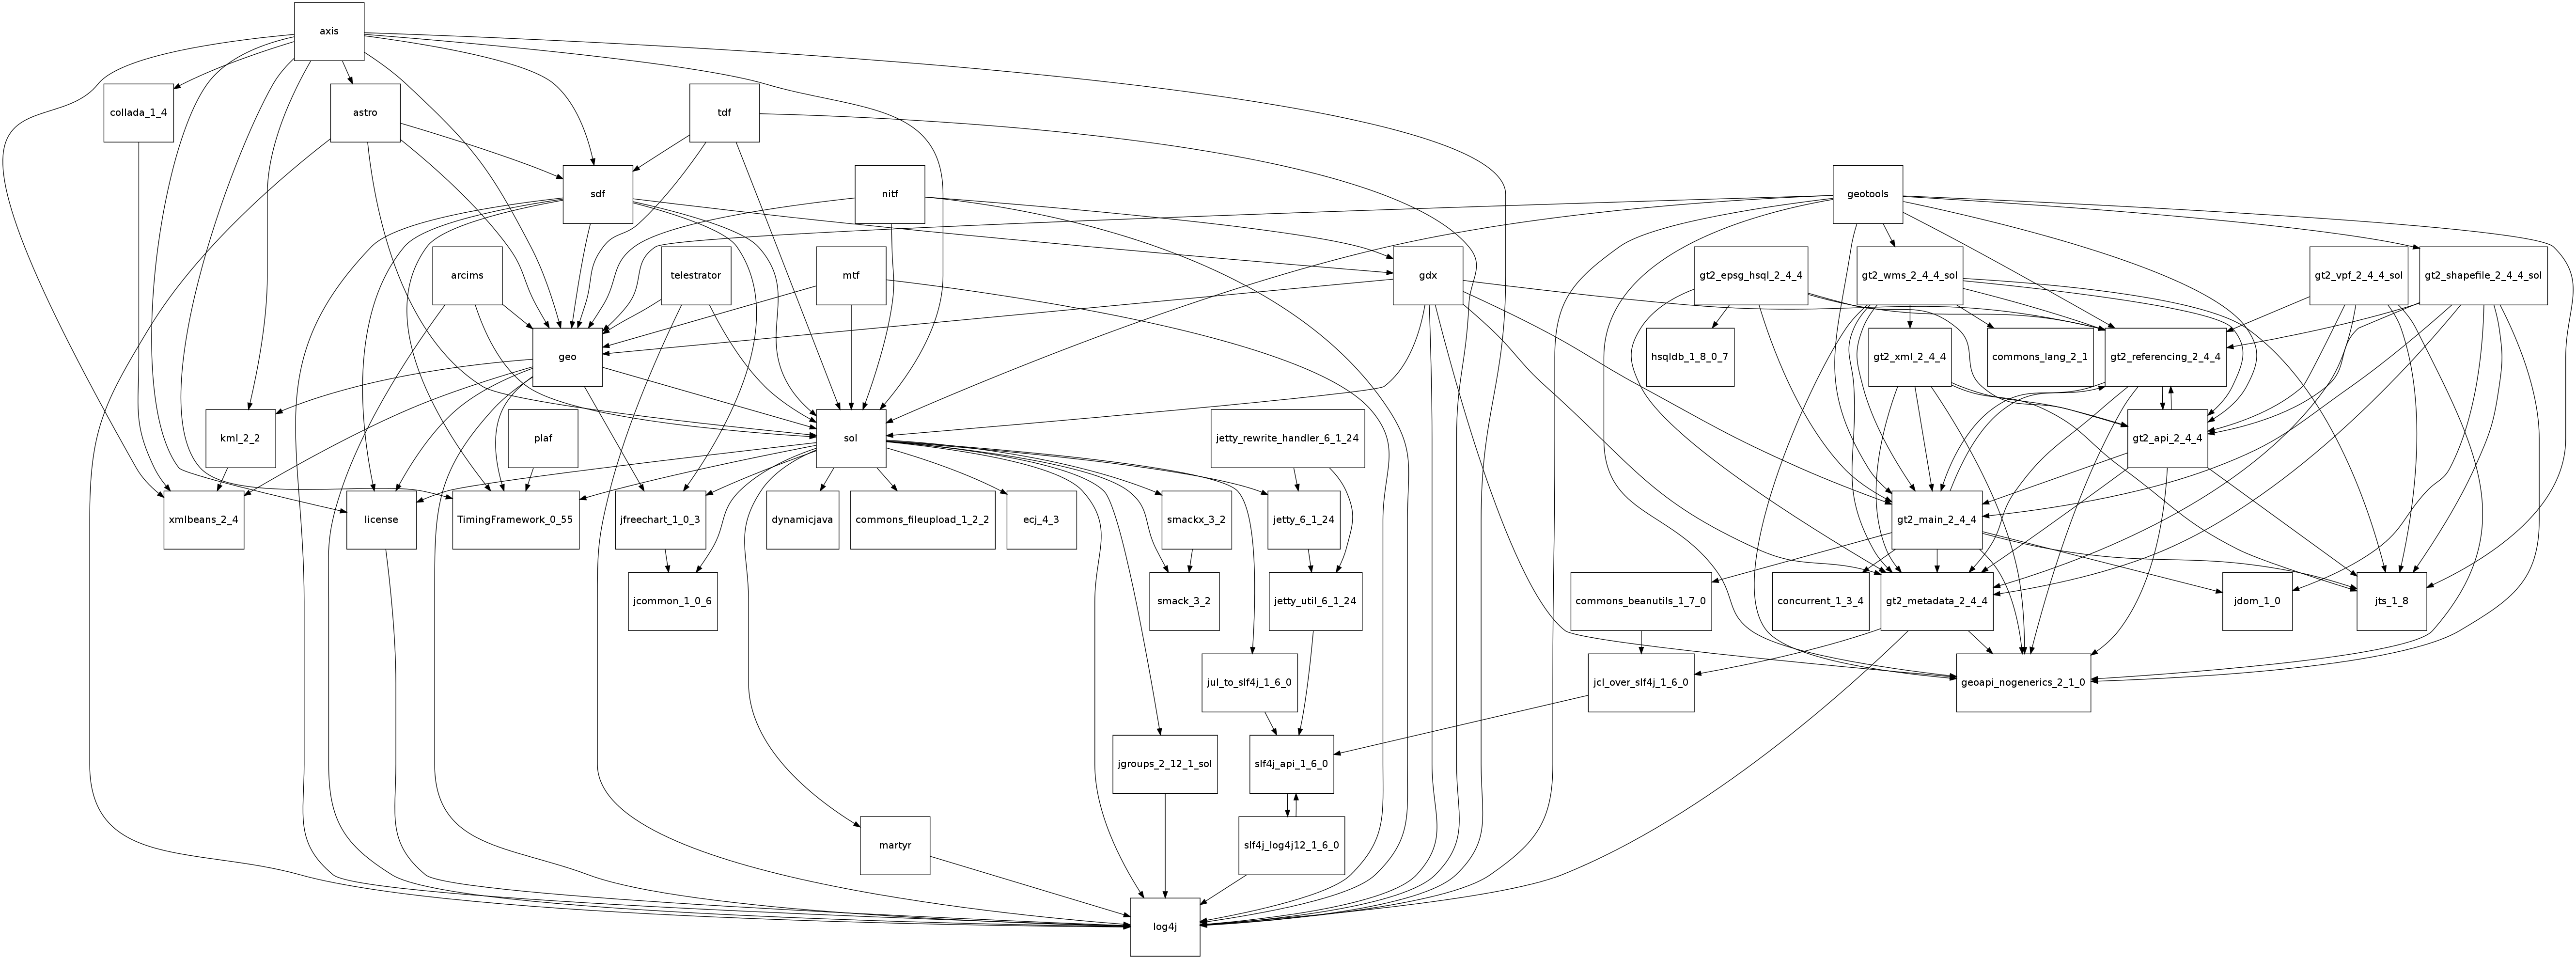 axis
collada_1_4
astro
tdf
sdf
nitf
geotools
arcims
telestrator
mtf
gdx
gt2_epsg_hsql_2_4_4
gt2_wms_2_4_4_sol
gt2_vpf_2_4_4_sol
gt2_shapefile_2_4_4_sol
geo
hsqldb_1_8_0_7
gt2_xml_2_4_4
commons_lang_2_1
gt2_referencing_2_4_4
kml_2_2
plaf
sol
jetty_rewrite_handler_6_1_24
gt2_api_2_4_4
xmlbeans_2_4
license
TimingFramework_0_55
jfreechart_1_0_3
dynamicjava
commons_fileupload_1_2_2
ecj_4_3
smackx_3_2
jetty_6_1_24
gt2_main_2_4_4
jcommon_1_0_6
smack_3_2
jetty_util_6_1_24
commons_beanutils_1_7_0
concurrent_1_3_4
gt2_metadata_2_4_4
jdom_1_0
jts_1_8
jul_to_slf4j_1_6_0
jcl_over_slf4j_1_6_0
geoapi_nogenerics_2_1_0
jgroups_2_12_1_sol
slf4j_api_1_6_0
martyr
slf4j_log4j12_1_6_0
log4j